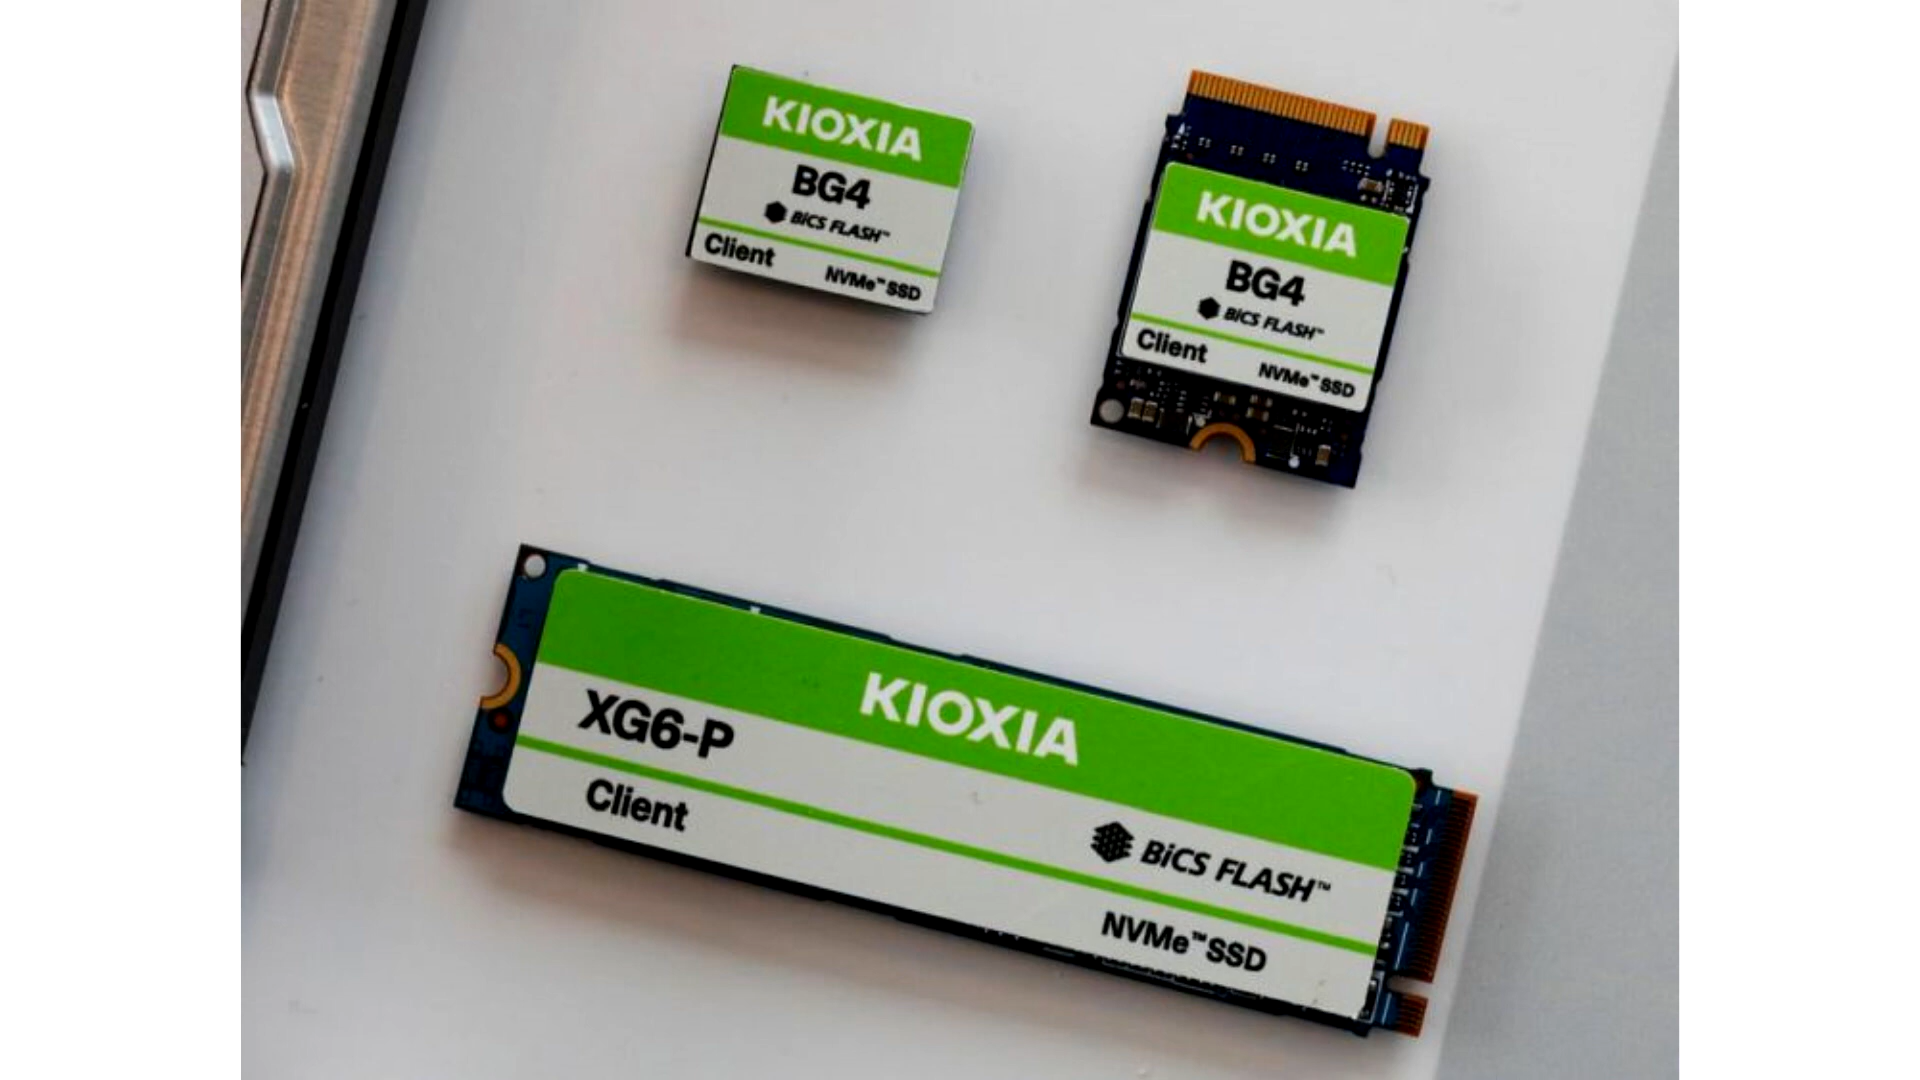 KIOXIA
BG4
BiCS FLASH™
Client
NVMe™ SSD
KIOXIA
BG4
BiCS FLASH™
Client
NVMe™ SSD
KIOXIA
XG6-P
BiCS FLASH™
Client
NVMe™ SSD